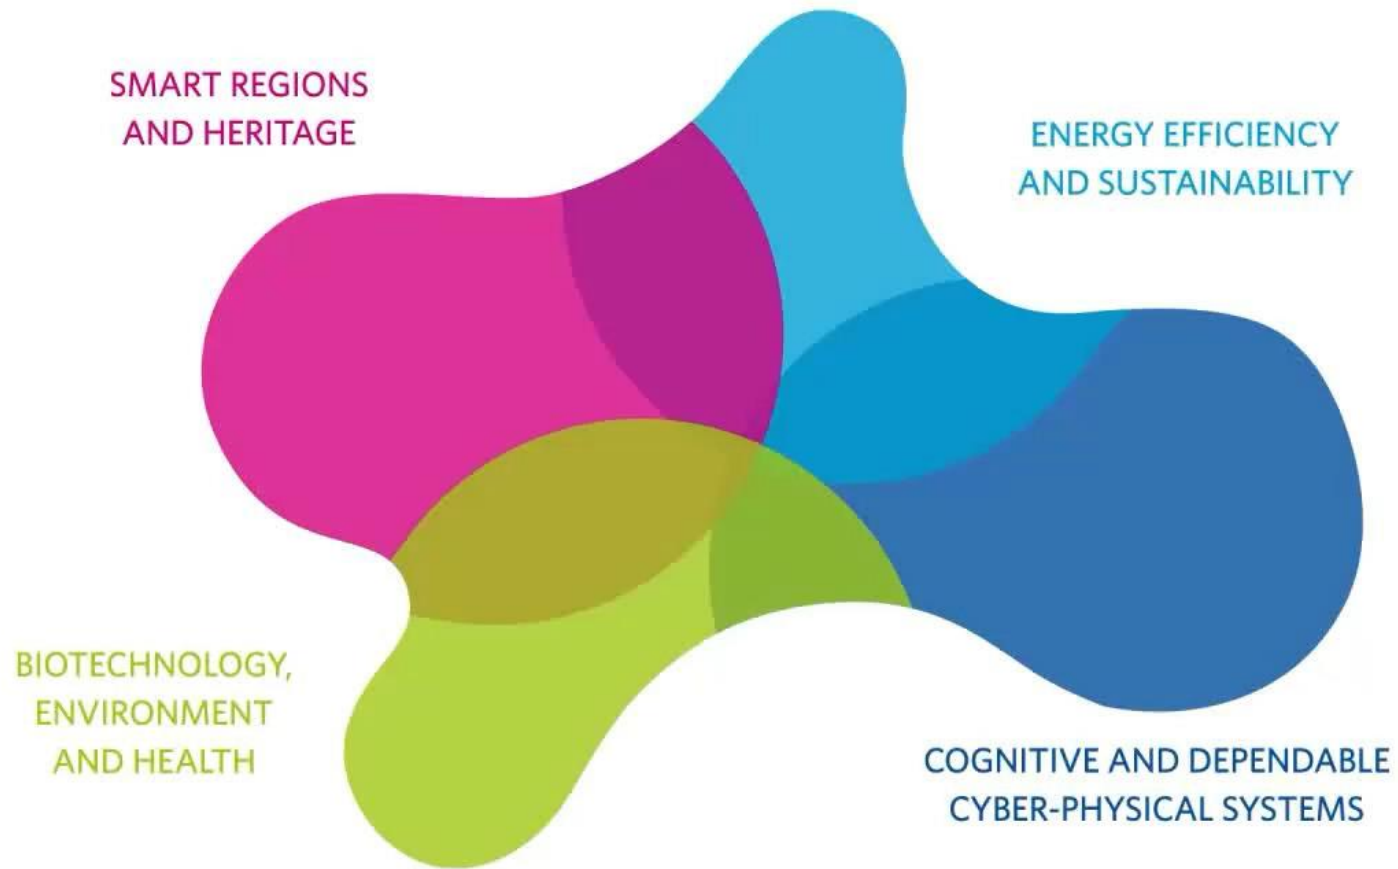 SMART REGIONS
AND HERITAGE
ENERGY EFFICIENCY
AND SUSTAINABILITY
BIOTECHNOLOGY,
ENVIRONMENT
AND HEALTH
COGNITIVE AND DEPENDABLE
CYBER-PHYSICAL SYSTEMS